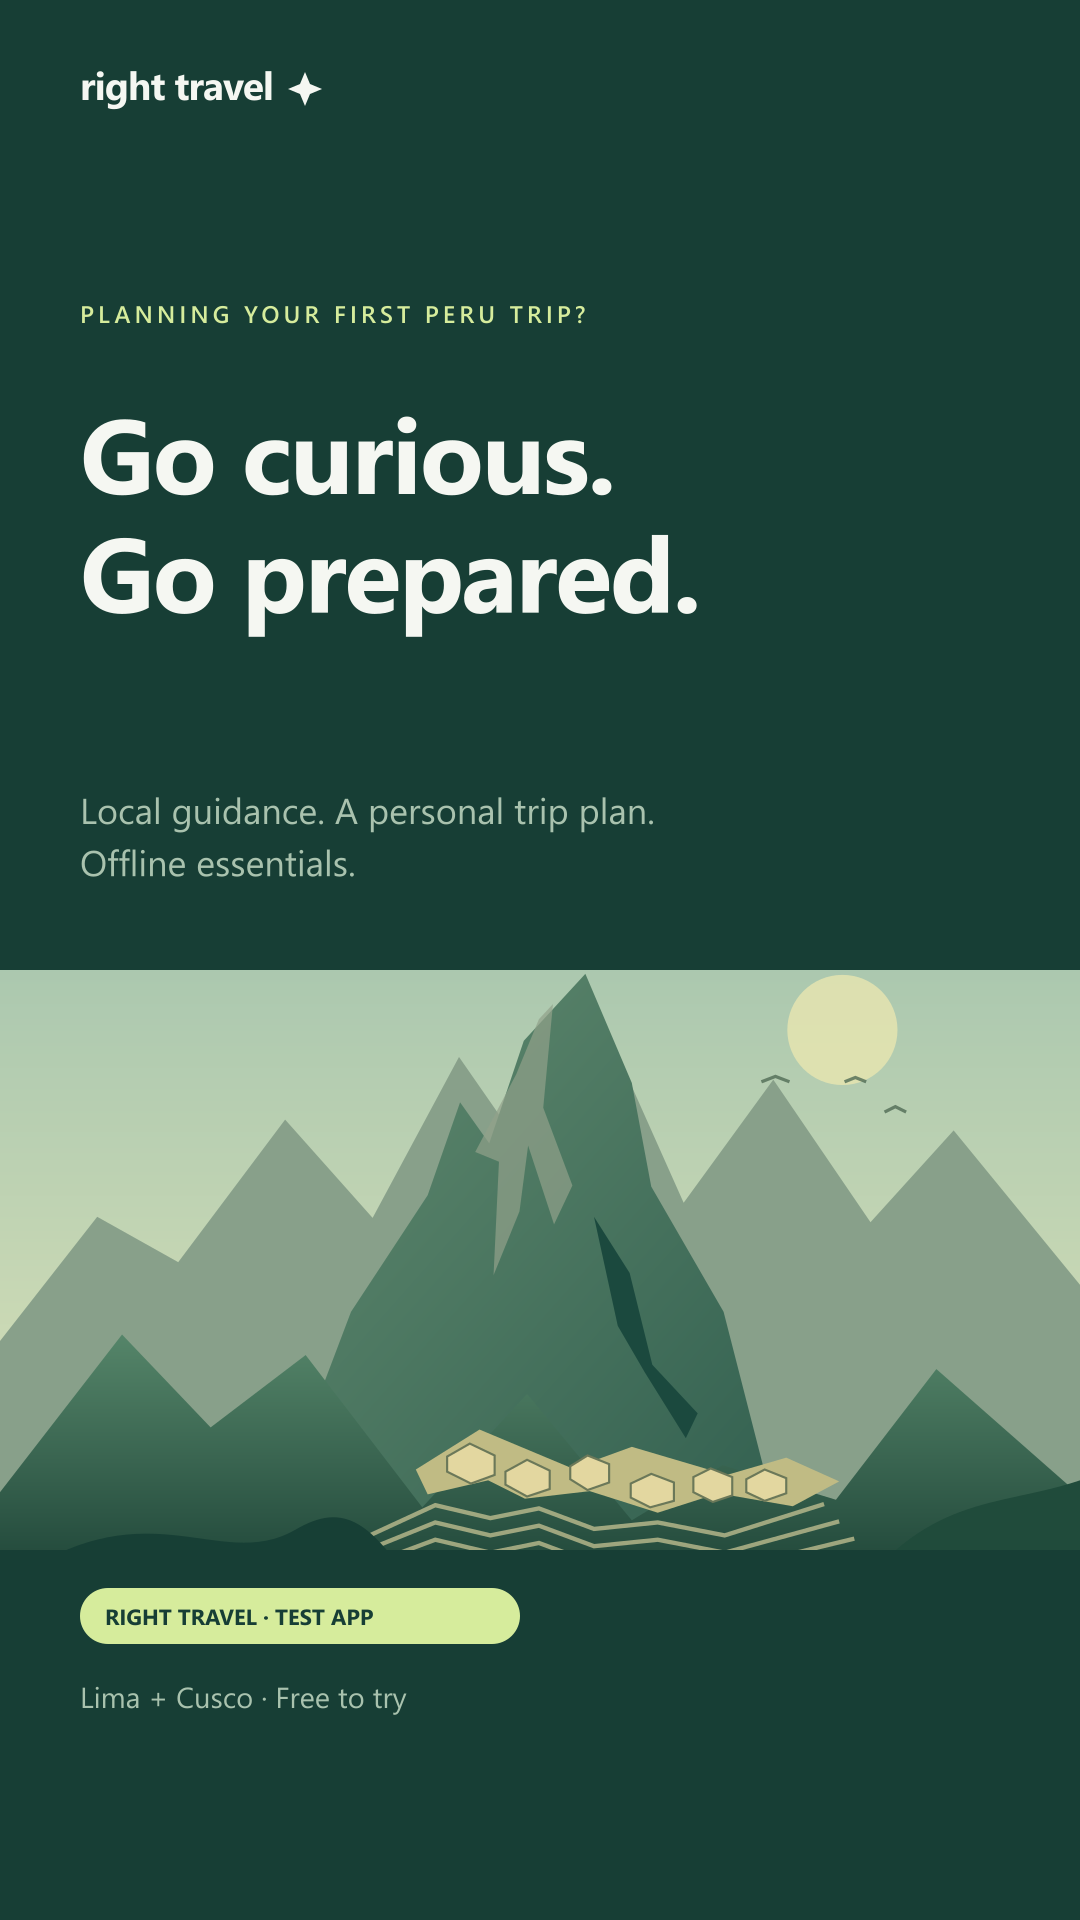 right travel
PLANNING YOUR FIRST PERU TRIP?
Go curious.
Go prepared.
Local guidance. A personal trip plan.
Offline essentials.
RIGHT TRAVEL · TEST APP
Lima + Cusco · Free to try